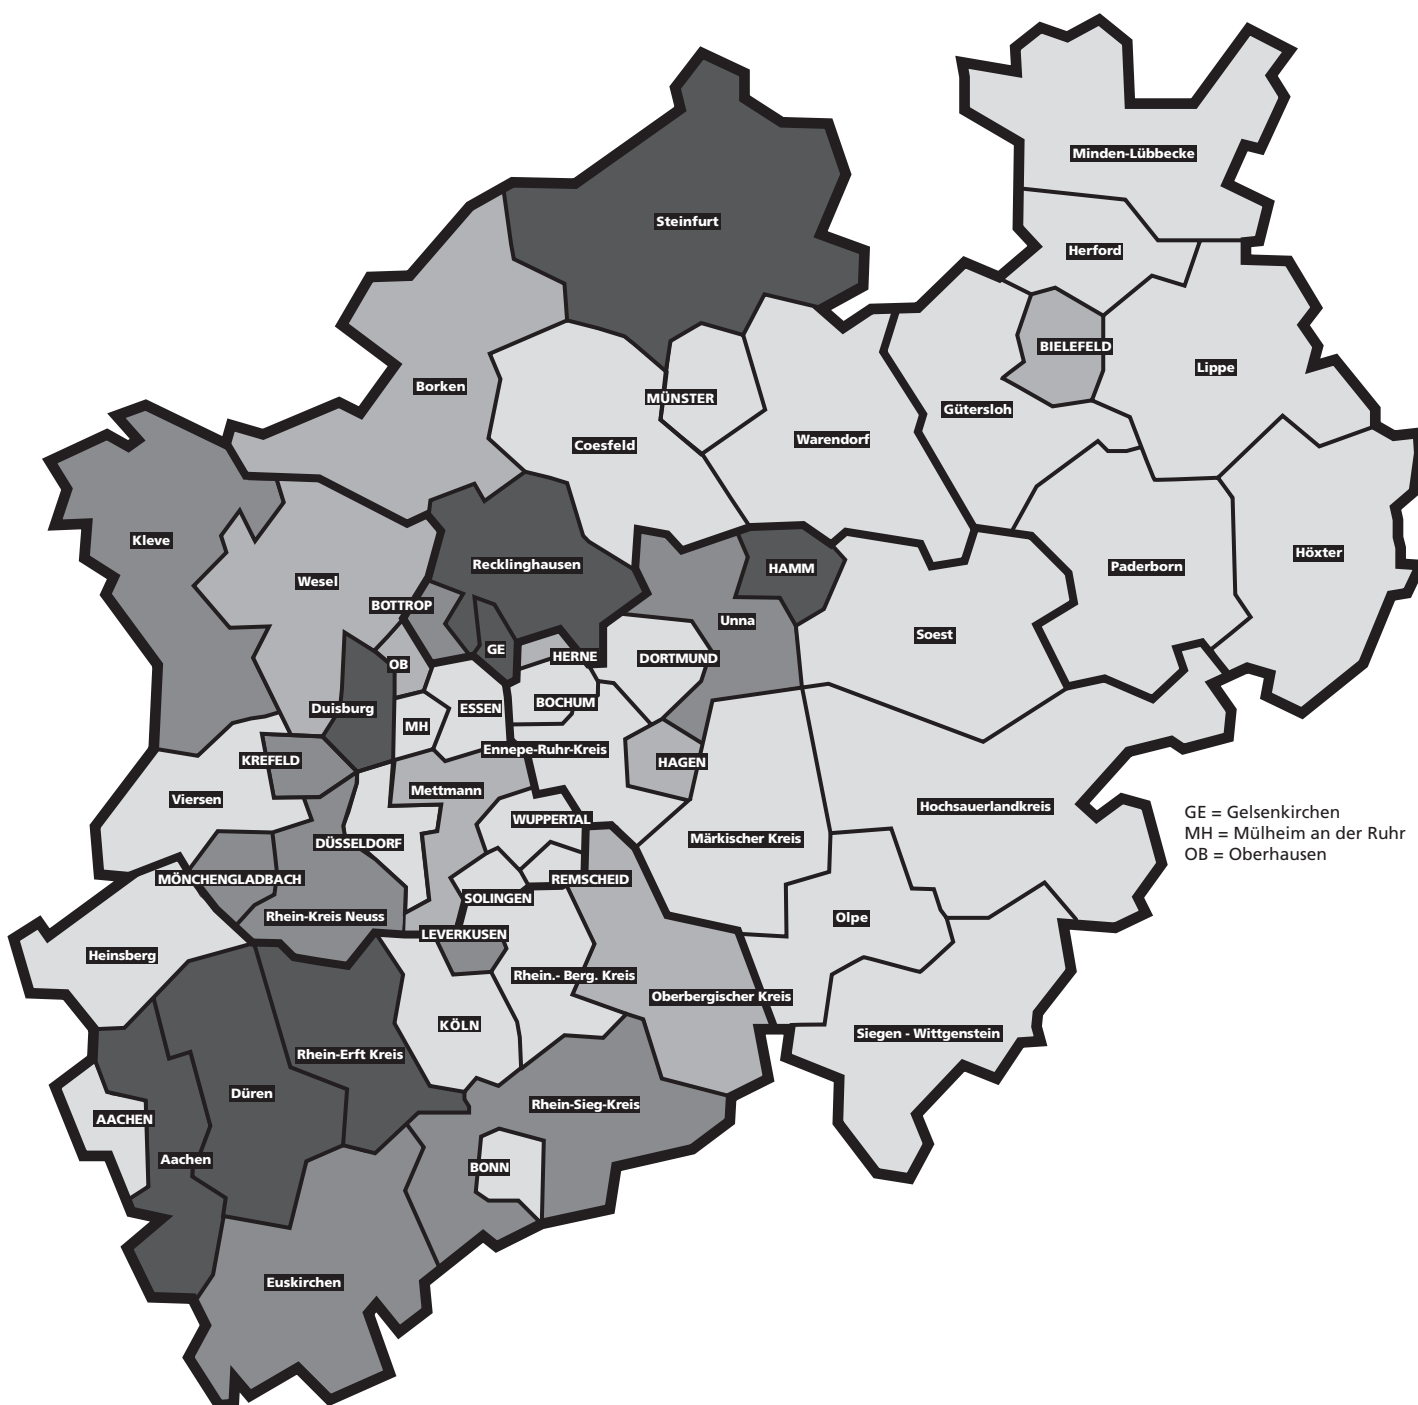 Minden-Lübbecke
Steinfurt
Herford
BIELEFELD
Lippe
Borken
MÜNSTER
Gütersloh
Coesfeld
Warendorf
Kleve
Höxter
Recklinghausen
HAMM
Paderborn
Wesel
BOTTROP
Unna
Soest
GE
HERNE
DORTMUND
OB
BOCHUM
Duisburg
ESSEN
MH
Ennepe-Ruhr-Kreis
KREFELD
HAGEN
Mettmann
Viersen
Hochsauerlandkreis
GE = Gelsenkirchen
MH = Mülheim an der Ruhr
OB = Oberhausen
WUPPERTAL
DÜSSELDORF
Märkischer Kreis
MÖNCHENGLADBACH
REMSCHEID
SOLINGEN
Rhein-Kreis Neuss
Olpe
LEVERKUSEN
Heinsberg
Rhein.- Berg. Kreis
Oberbergischer Kreis
KÖLN
Siegen - Wittgenstein
Rhein-Erft Kreis
Düren
Rhein-Sieg-Kreis
AACHEN
Aachen
BONN
Euskirchen